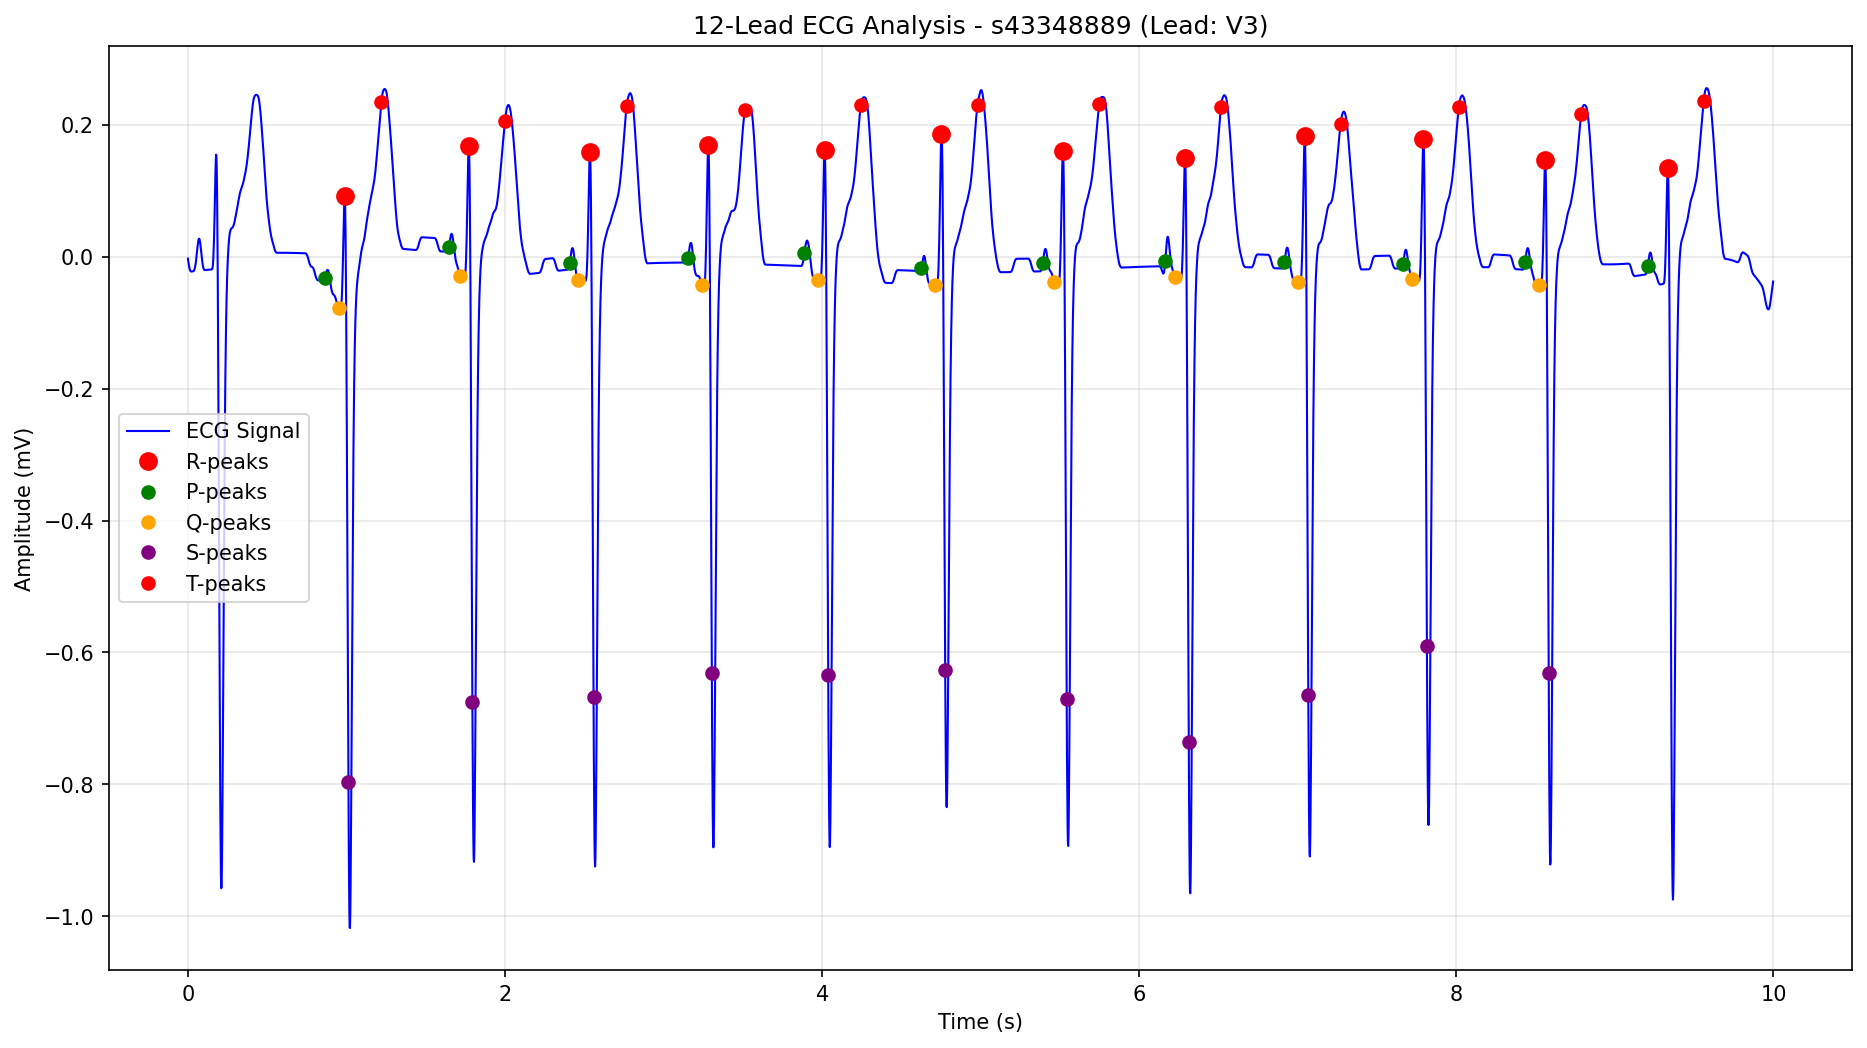 12-Lead ECG Analysis - s43348889 (Lead: V3)
Amplitude (mV)
0.2
0.0
−0.2
−0.4
−0.6
−0.8
−1.0
ECG Signal
R-peaks
P-peaks
Q-peaks
S-peaks
T-peaks
0 2 4 6 8 10
Time (s)